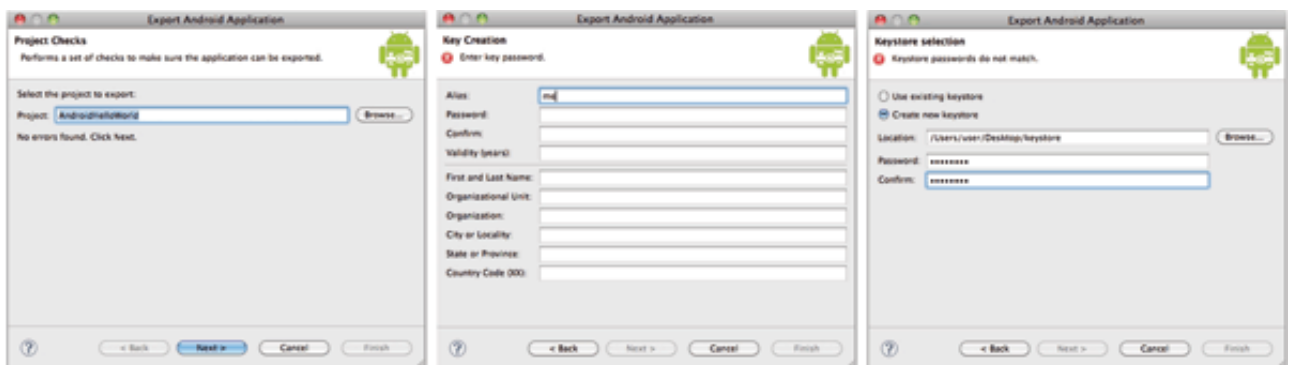 Export Android Application
Project Checks
Performs a set of checks to make sure the application can be exported.
Select the project to export:
Project: AndroidHelloWorld Browse...
No errors found. Click Next.
? < Back Next > Cancel Finish
Export Android Application
Key Creation
Enter key password.
Alias: me
Password:
Confirm:
Validity (years):
First and Last Name:
Organizational Unit:
Organization:
City or Locality:
State or Province:
Country Code (XX):
? < Back Next > Cancel Finish
Export Android Application
Keystore selection
Keystore passwords do not match.
Use existing keystore
Create new keystore
Location: /Users/user/Desktop/keystore Browse...
Password: ••••••••
Confirm: ••••••••
? < Back Next > Cancel Finish